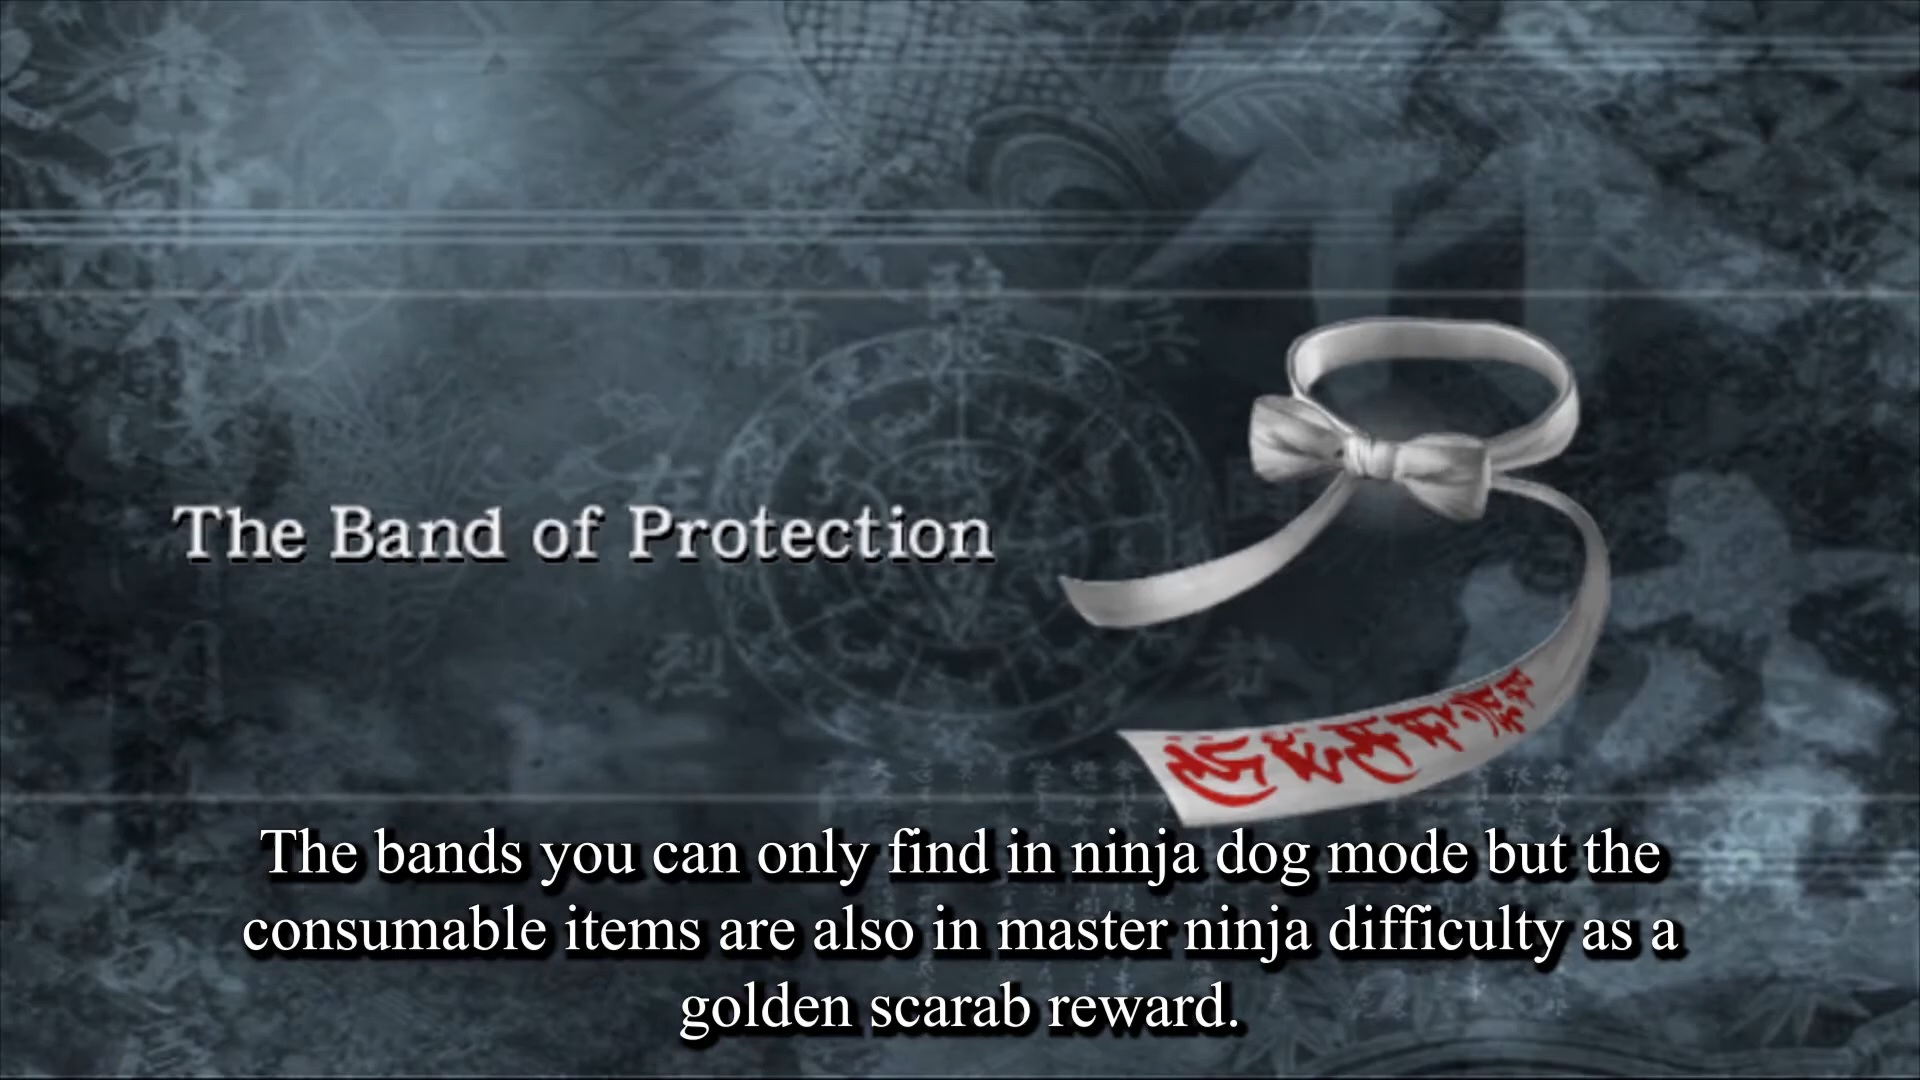 The Band of Protection
The bands you can only find in ninja dog mode but the
consumable items are also in master ninja difficulty as a
golden scarab reward.